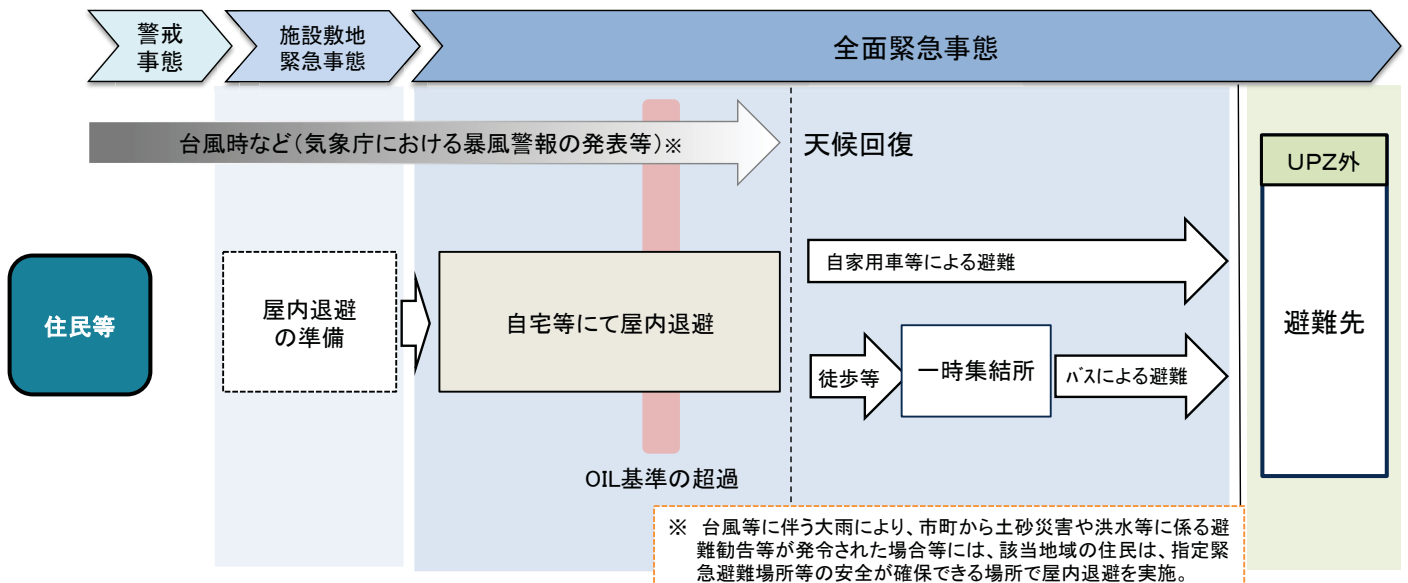 警戒
事態
施設敷地
緊急事態
全面緊急事態
台風時など(気象庁における暴風警報の発表等)※
天候回復
UPZ外
住民等
屋内退避
の準備
自宅等にて屋内退避
自家用車等による避難
徒歩等
一時集結所
バスによる避難
避難先
OIL基準の超過
※ 台風等に伴う大雨により、市町から土砂災害や洪水等に係る避
難勧告等が発令された場合等には、該当地域の住民は、指定緊
急避難場所等の安全が確保できる場所で屋内退避を実施。